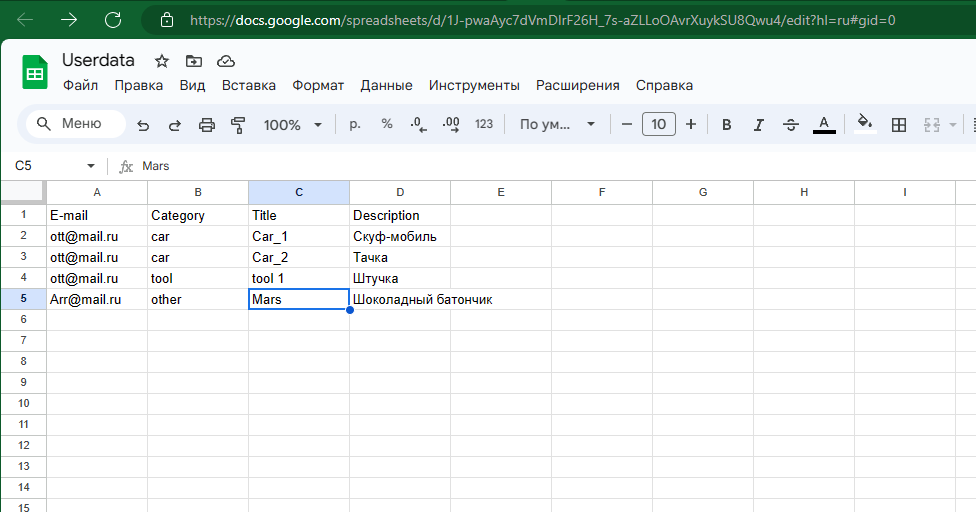 https://docs.google.com/spreadsheets/d/1J-pwaAyc7dVmDIrF26H_7s-aZLLoOAvrXuykSU8Qwu4/edit?hl=ru#gid=0
Userdata
Файл Правка Вид Вставка Формат Данные Инструменты Расширения Справка
Меню 100% р. % .0 .00 123 По ум... 10 B I A
C5 fx Mars
A B C D E F G H I
1 E-mail Category Title Description
2 ott@mail.ru car Car_1 Скуф-мобиль
3 ott@mail.ru car Car_2 Тачка
4 ott@mail.ru tool tool 1 Штучка
5 Arr@mail.ru other Mars Шоколадный батончик
6
7
8
9
10
11
12
13
14
15